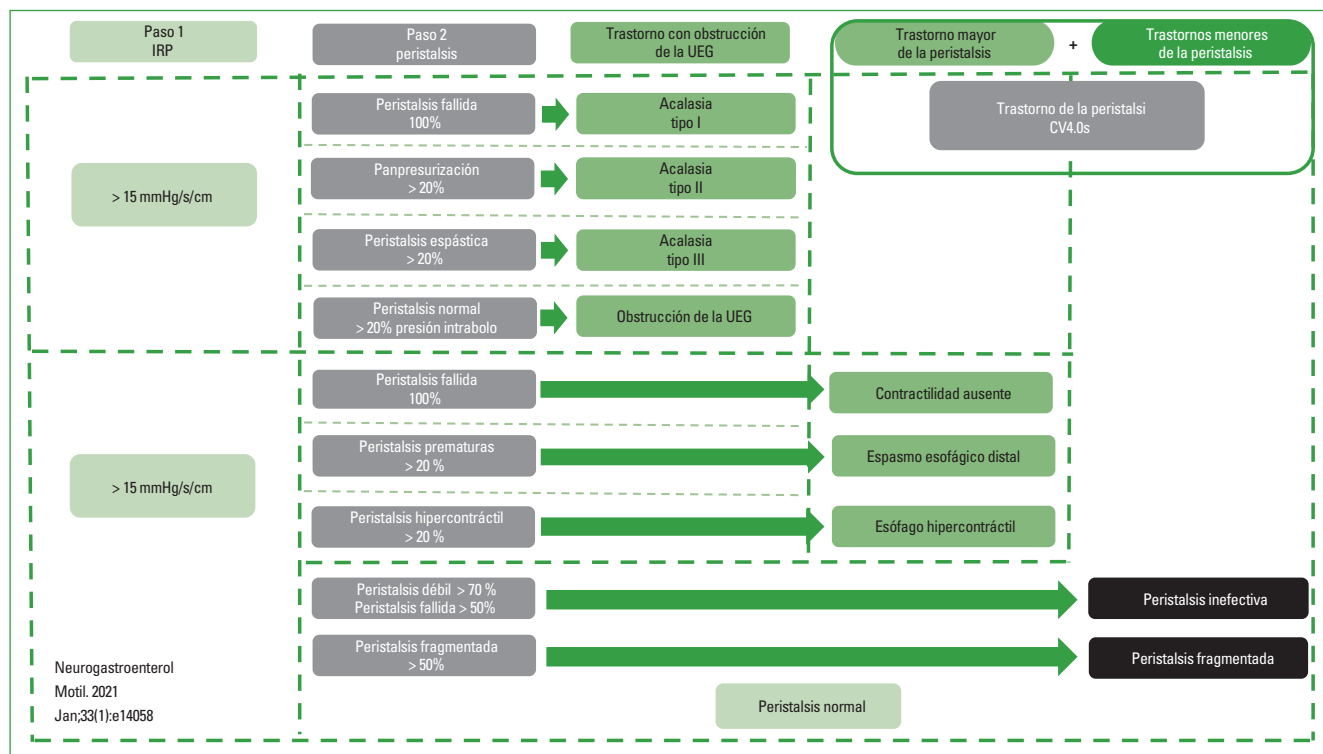 Paso 1
IRP
Paso 2
peristalsis
Trastorno con obstrucción
de la UEG
Trastorno mayor
de la peristalsis
+
Trastornos menores
de la peristalsis
Trastorno de la peristalsi
CV4.0s
> 15 mmHg/s/cm
Peristalsis fallida
100%
Acalasia
tipo I
Panpresurización
> 20%
Acalasia
tipo II
Peristalsis espástica
> 20%
Acalasia
tipo III
Peristalsis normal
> 20% presión intrabolo
Obstrucción de la UEG
> 15 mmHg/s/cm
Peristalsis fallida
100%
Contractilidad ausente
Peristalsis prematuras
> 20 %
Espasmo esofágico distal
Peristalsis hipercontráctil
> 20 %
Esófago hipercontráctil
Peristalsis débil > 70 %
Peristalsis fallida > 50%
Peristalsis inefectiva
Peristalsis fragmentada
> 50%
Peristalsis fragmentada
Peristalsis normal
Neurogastroenterol
Motil. 2021
Jan;33(1):e14058